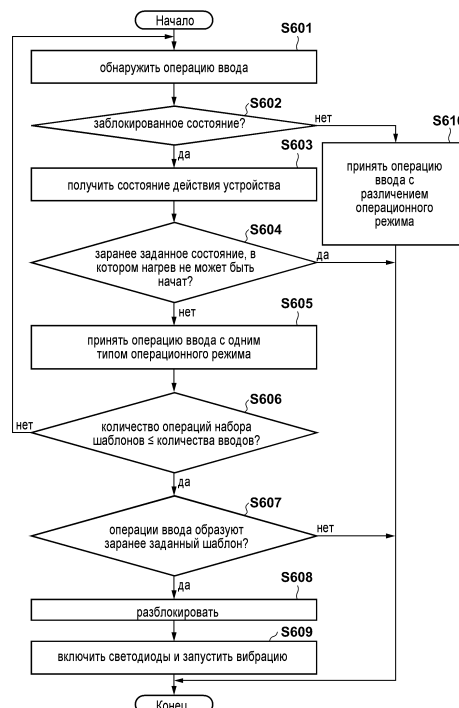 Начало
S601
обнаружить операцию ввода
S602
заблокированное состояние?
нет
да
S603
получить состояние действия устройства
S610
принять операцию
ввода с
различением
операционного
режима
S604
заранее заданное состояние, в
котором нагрев не может быть
начат?
да
нет
S605
принять операцию ввода с одним
типом операционного режима
S606
нет
количество операций набора
шаблонов ≤ количества вводов?
да
S607
операции ввода образуют
заранее заданный шаблон?
нет
да
S608
разблокировать
S609
включить светодиоды и запустить вибрацию
Конец